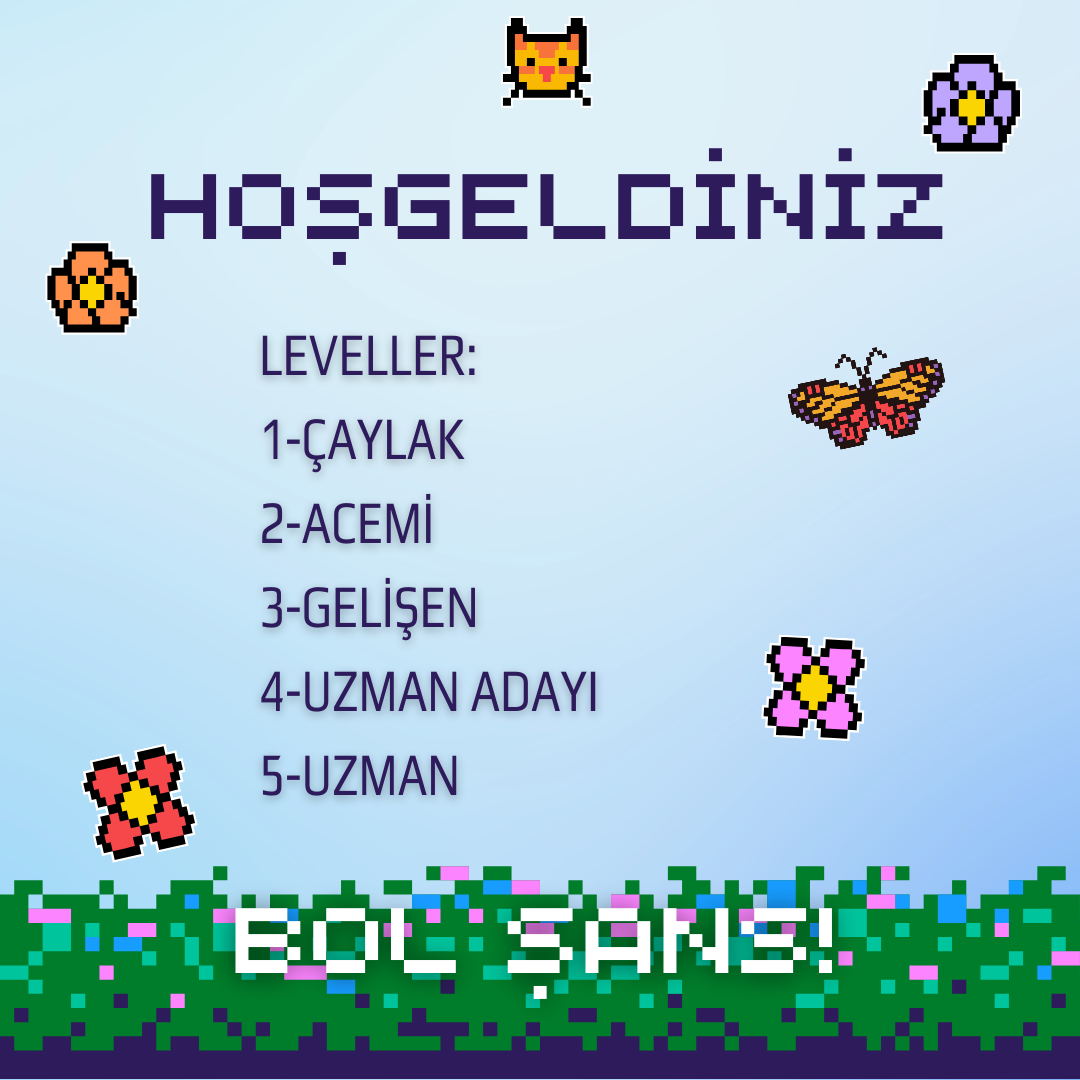 HOŞGELDİNİZ
LEVELLER:
1-ÇAYLAK
2-ACEMİ
3-GELİŞEN
4-UZMAN ADAYI
5-UZMAN
BOL ŞANS!